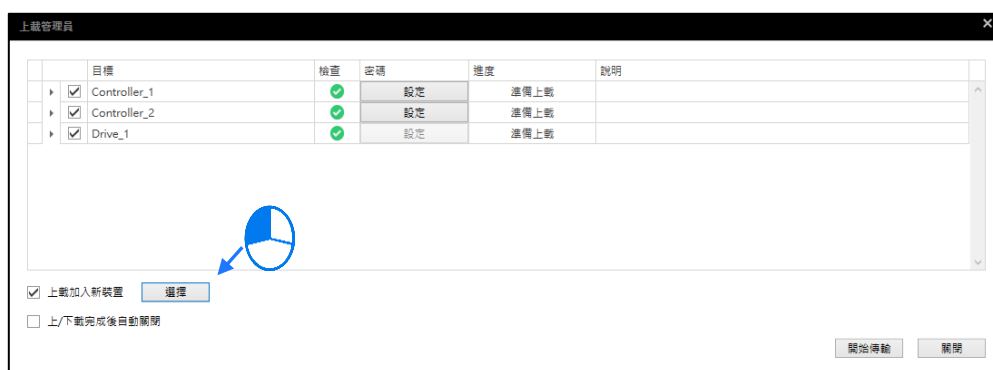 上載管理員
目標 檢查 密碼 進度 說明
Controller_1 設定 準備上載
Controller_2 設定 準備上載
Drive_1 設定 準備上載
上載加入新裝置 選擇
上/下載完成後自動關閉
開始傳輸 關閉